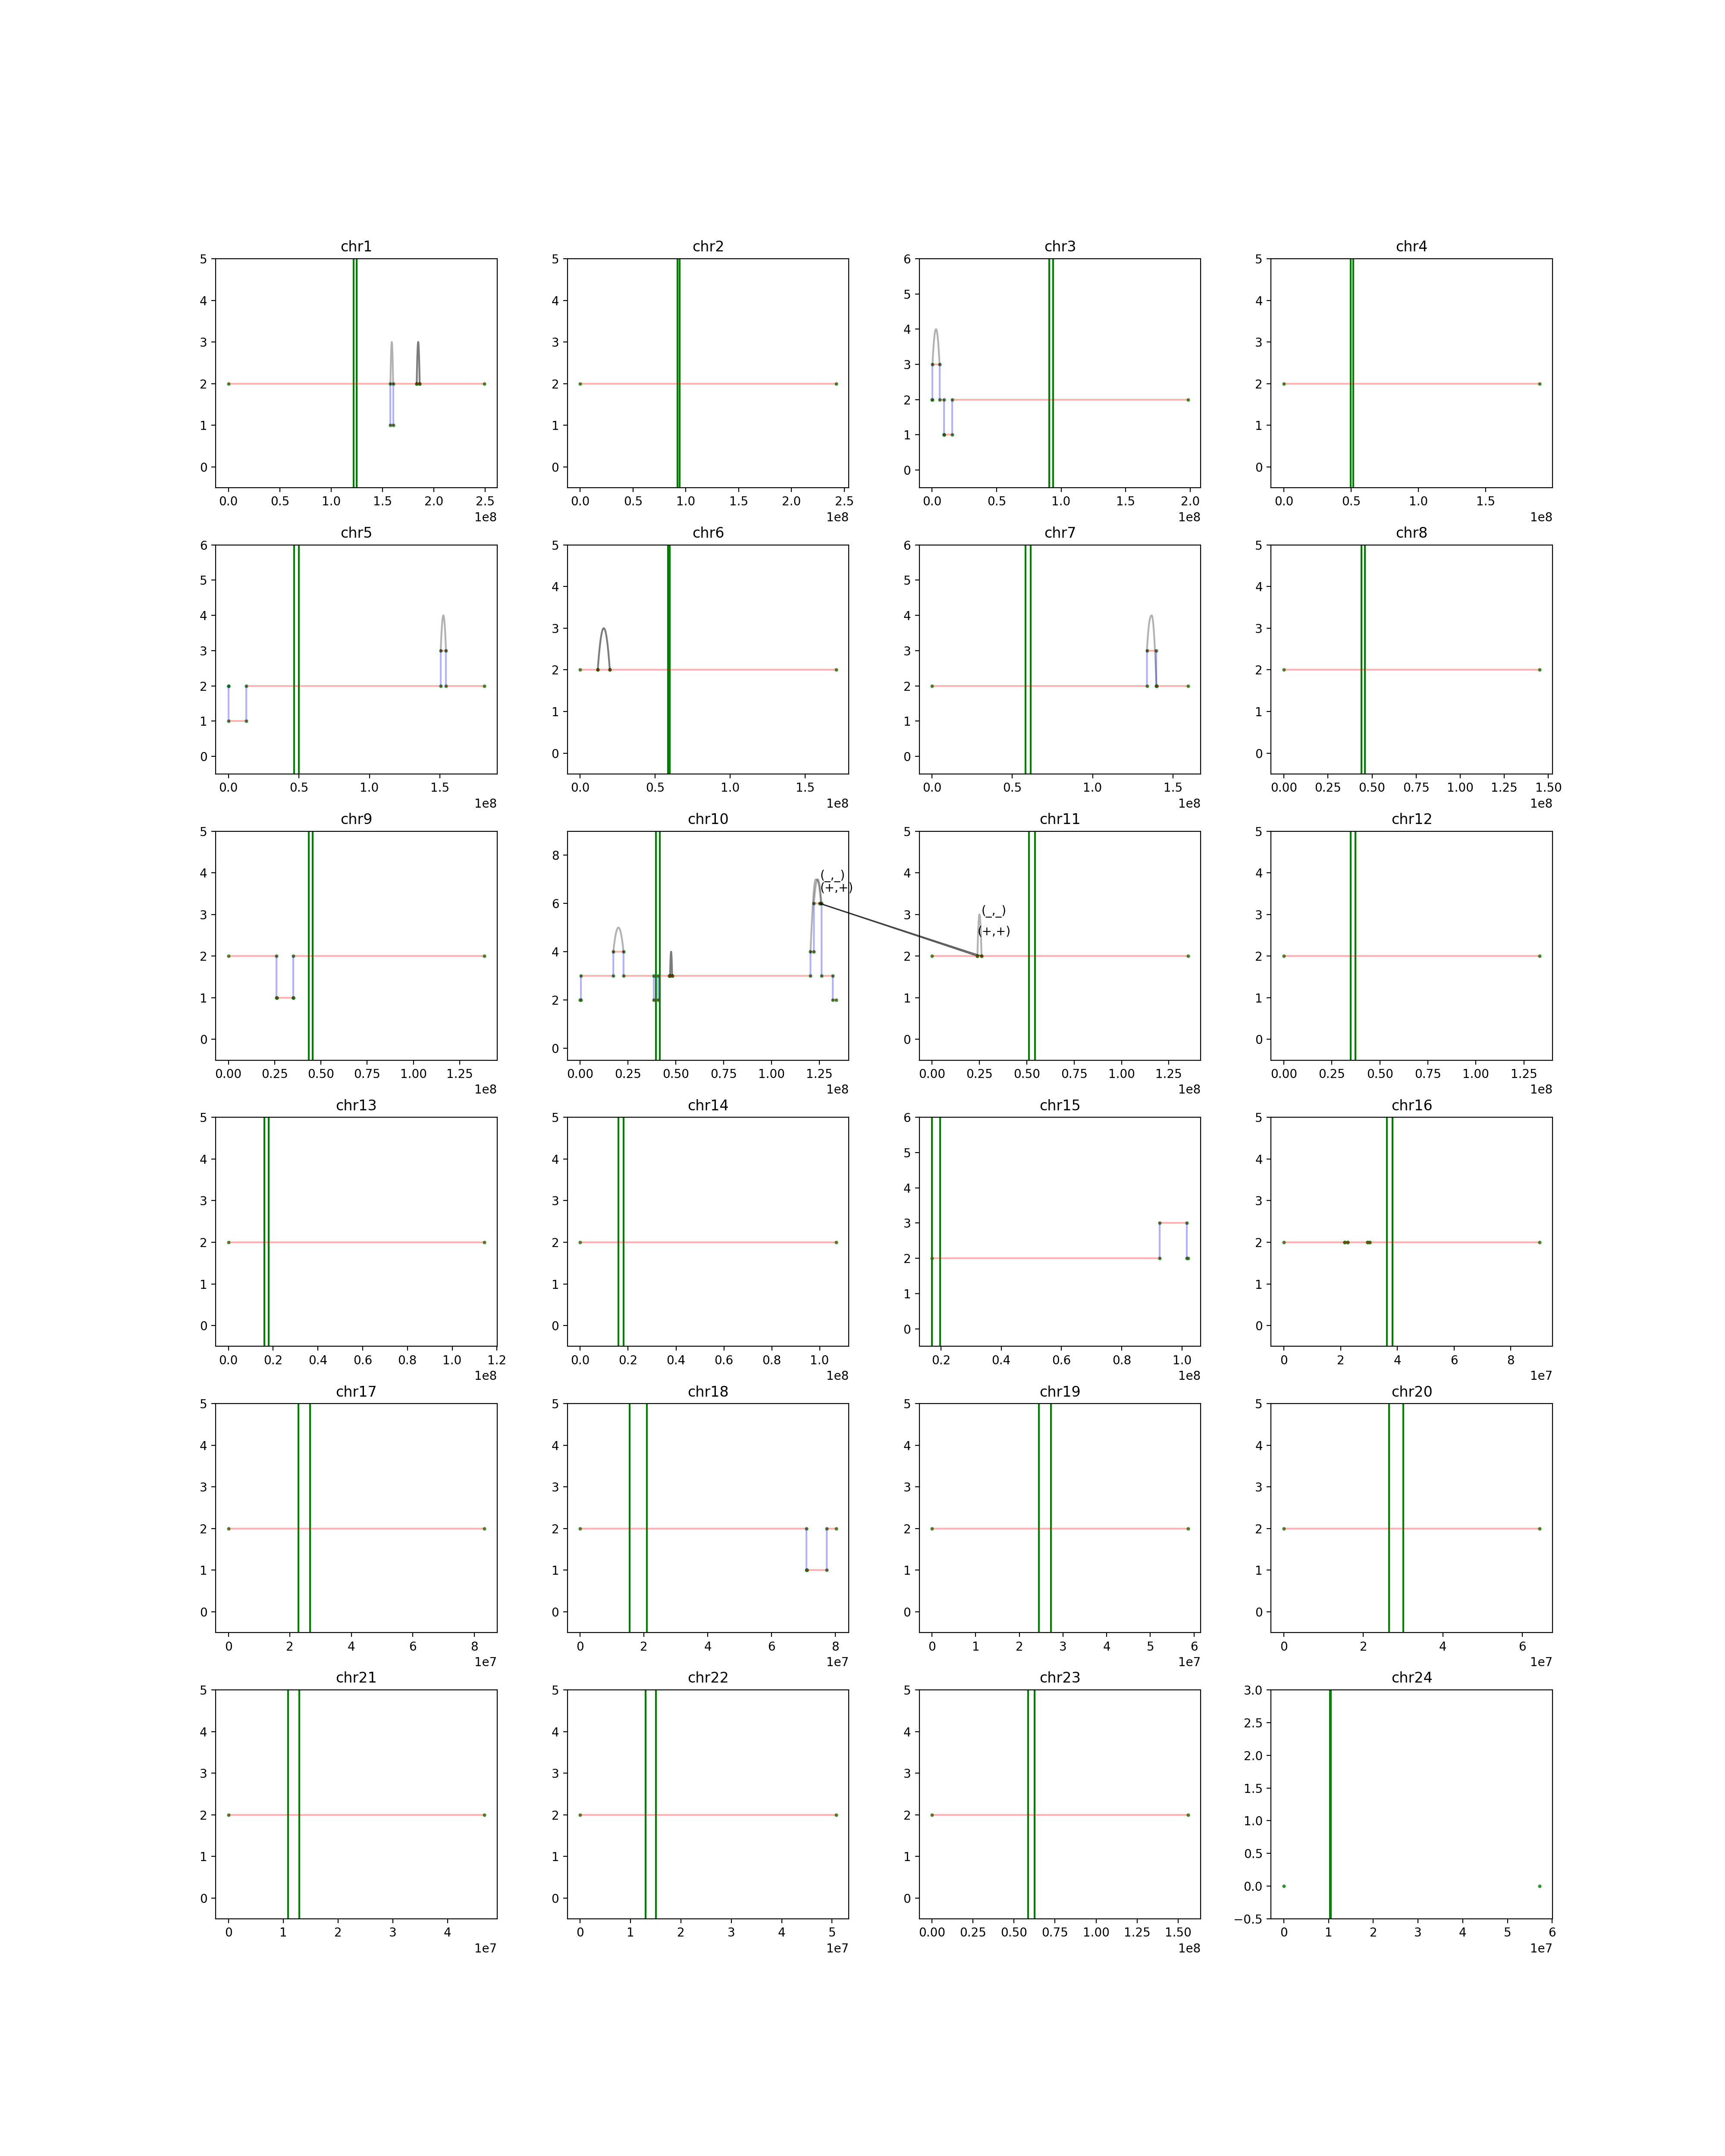 chr1 chr2 chr3 chr4
5 5 6 5
4 4 5 4
3 3 4 3
2 2 3 2
1 1 2 1
0 0 1 0
0
0.0 0.5 1.0 1.5 2.0 2.5 0.0 0.5 1.0 1.5 2.0 2.5 0.0 0.5 1.0 1.5 2.0 0.0 0.5 1.0 1.5
1e8 1e8 1e8 1e8
chr5 chr6 chr7 chr8
6 5 6 5
5 4 5 4
4 3 4 3
3 2 3 2
2 1 2 1
1 0 1 0
0 0
0.0 0.5 1.0 1.5 0.0 0.5 1.0 1.5 0.0 0.5 1.0 1.5 0.00 0.25 0.50 0.75 1.00 1.25 1.50
1e8 1e8 1e8 1e8
chr9 chr10 chr11 chr12
5 8 5 5
4 6 4 4
3 4 3 3
2 2 2 2
1 0 1 1
0 0 0
(_,_)
(+,+)
(_,_)
(+,+)
0.00 0.25 0.50 0.75 1.00 1.25 0.00 0.25 0.50 0.75 1.00 1.25 0.00 0.25 0.50 0.75 1.00 1.25 0.00 0.25 0.50 0.75 1.00 1.25
1e8 1e8 1e8 1e8
chr13 chr14 chr15 chr16
5 5 6 5
4 4 5 4
3 3 4 3
2 2 3 2
1 1 2 1
0 0 1 0
0
0.0 0.2 0.4 0.6 0.8 1.0 1.2 0.0 0.2 0.4 0.6 0.8 1.0 0.2 0.4 0.6 0.8 1.0 0 2 4 6 8
1e8 1e8 1e8 1e7
chr17 chr18 chr19 chr20
5 5 5 5
4 4 4 4
3 3 3 3
2 2 2 2
1 1 1 1
0 0 0 0
0 2 4 6 8 0 2 4 6 8 0 1 2 3 4 5 6 0 2 4 6
1e7 1e7 1e7 1e7
chr21 chr22 chr23 chr24
5 5 5 3.0
4 4 4 2.5
3 3 3 2.0
2 2 2 1.5
1 1 1 1.0
0 0 0 0.5
0.0
−0.5
0 1 2 3 4 0 1 2 3 4 5 0.00 0.25 0.50 0.75 1.00 1.25 1.50 0 1 2 3 4 5 6
1e7 1e7 1e8 1e7